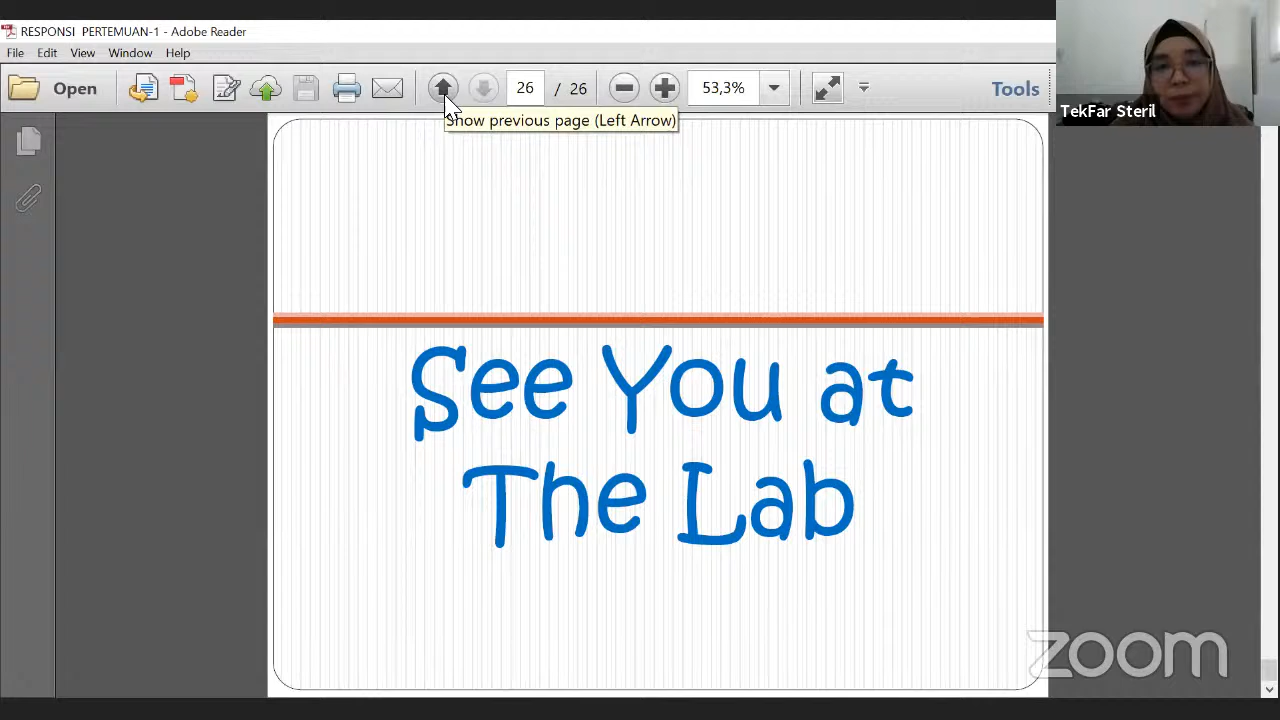 RESPONSI PERTEMUAN-1 - Adobe Reader
File Edit View Window Help
Open 26 / 26 53,3% Tools
Show previous page (Left Arrow)
TekFar Steril
See You at
The Lab
zoom